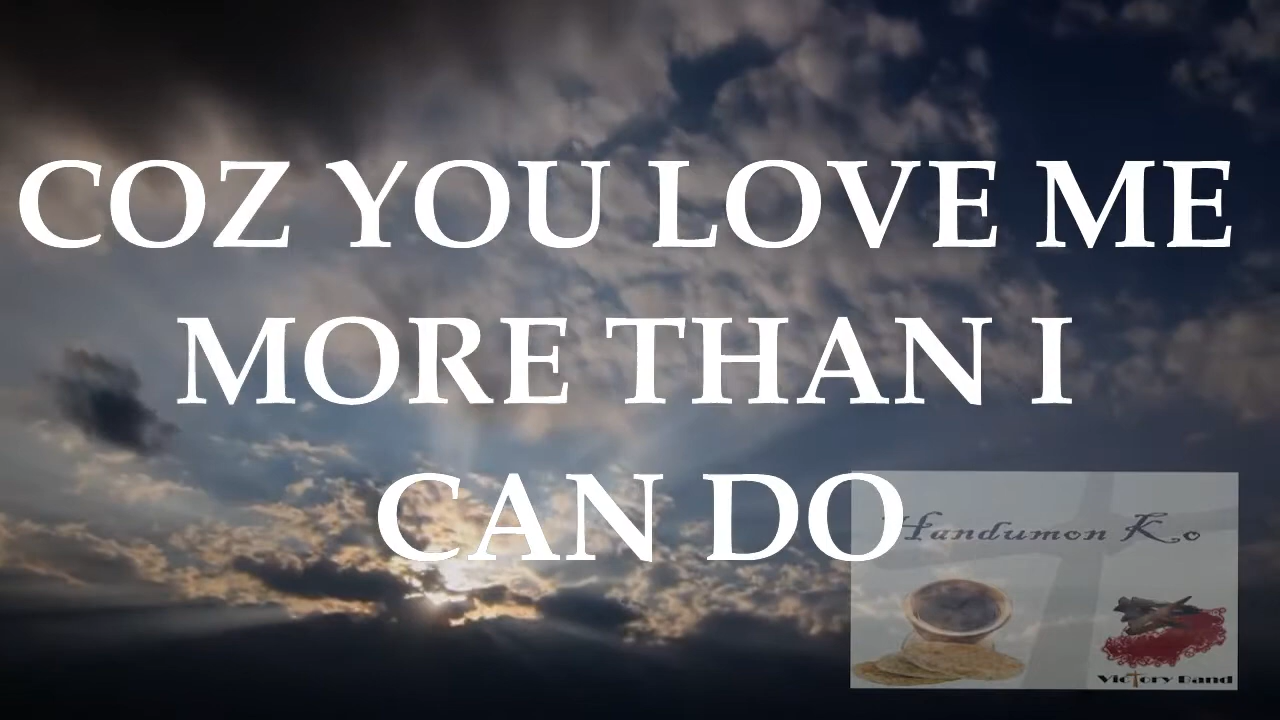 COZ YOU LOVE ME
MORE THAN I
CAN DO
Handumon Ko
Victory Band